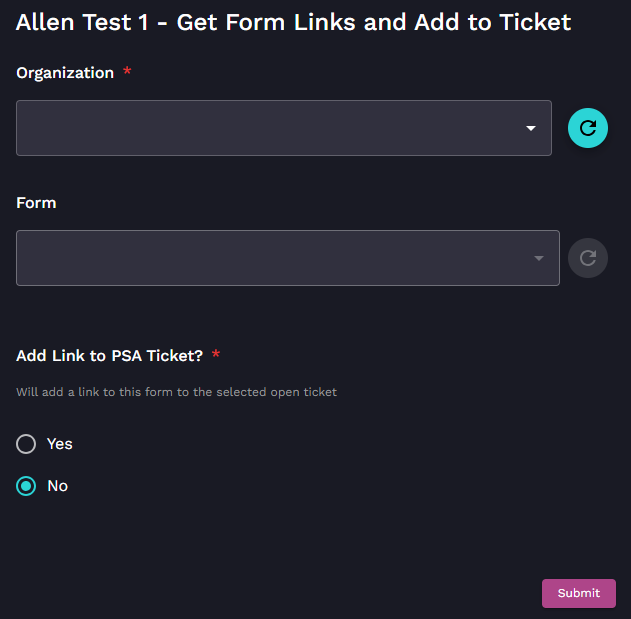 Allen Test 1 - Get Form Links and Add to Ticket
Organization *
Form
Add Link to PSA Ticket? *
Will add a link to this form to the selected open ticket
Yes
No
Submit